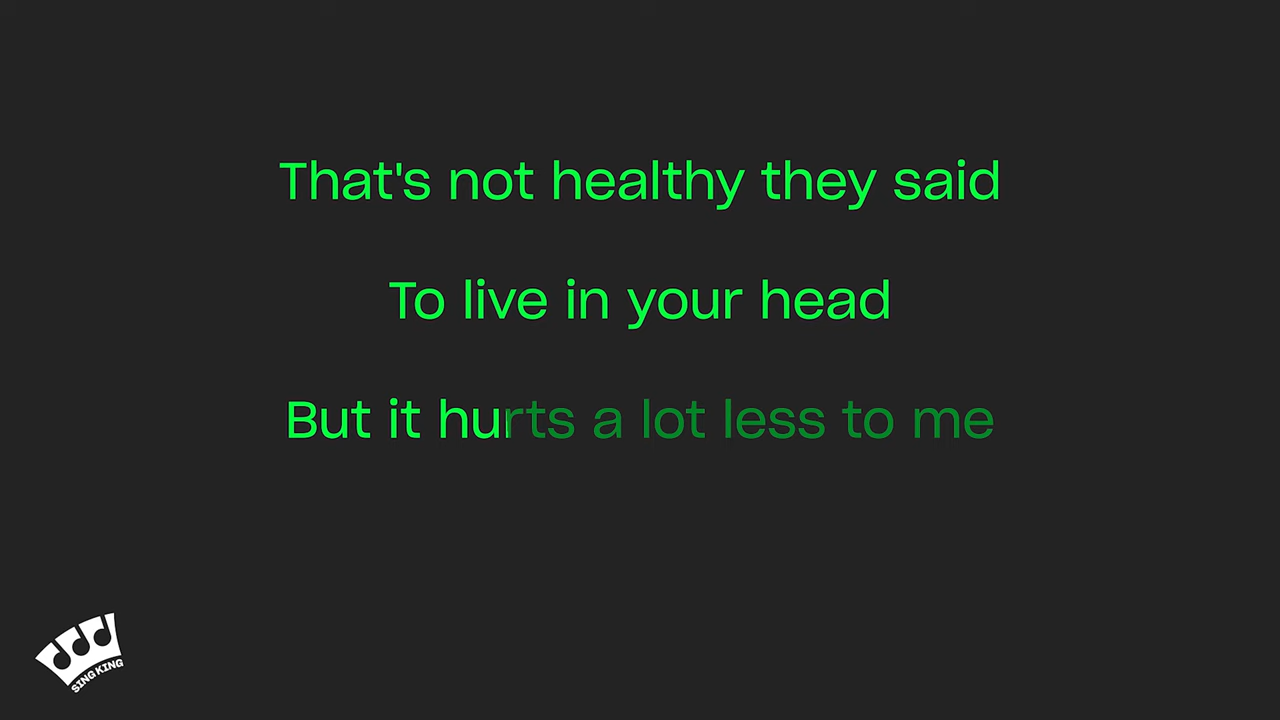 That's not healthy they said
To live in your head
But it hurts a lot less to me
SING KING